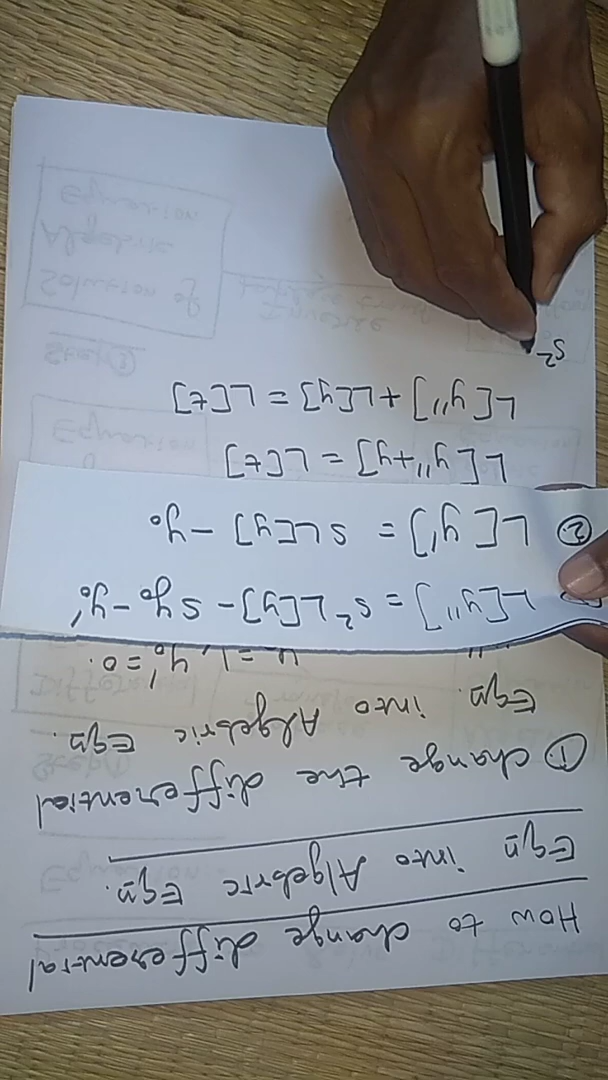 How to change differential
Eqn into Algebric Eqn.
① change the differential
Eqn. into Algebric Eqn.
y₀ = 1, y₀' = 0.
L[y''] = s² L[y] - sy₀ - y₀'
② L[y'] = sL[y] - y₀
L[y''+y] = L[t]
L[y''] + L[y] = L[t]
s²